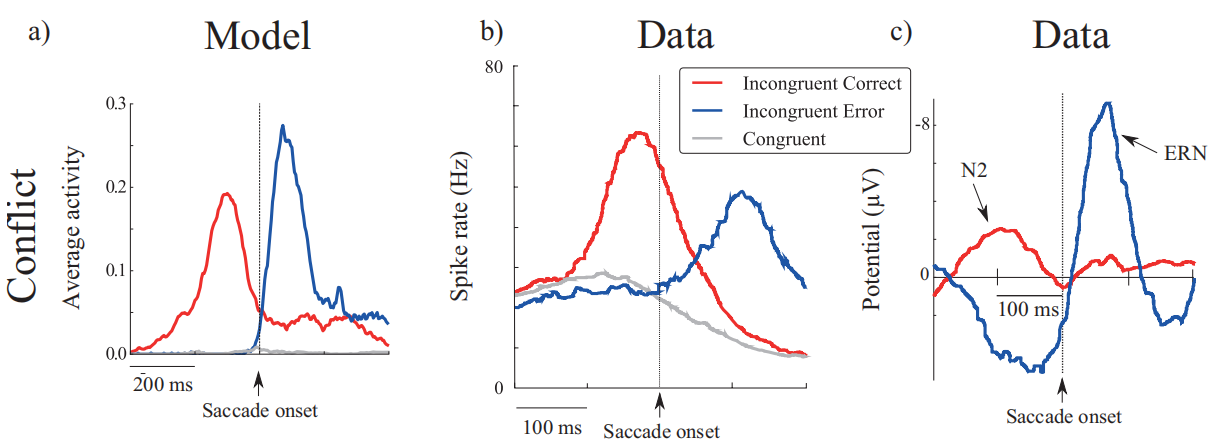 a)
Model
b)
Data
c)
Data
Conflict
Average activity
0.3
0.2
0.1
0.0
200 ms
Saccade onset
Spike rate (Hz)
80
0
100 ms
Saccade onset
Incongruent Correct
Incongruent Error
Congruent
Potential (µV)
-8
0
N2
ERN
100 ms
Saccade onset